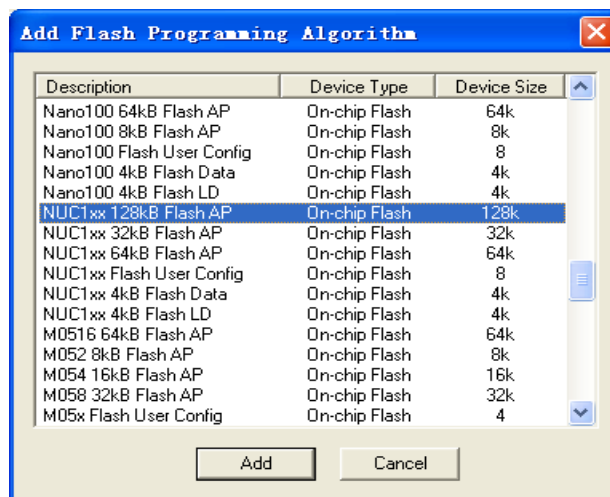 Add Flash Programming Algorithm
Description Device Type Device Size
Nano100 64kB Flash AP On-chip Flash 64k
Nano100 8kB Flash AP On-chip Flash 8k
Nano100 Flash User Config On-chip Flash 8
Nano100 4kB Flash Data On-chip Flash 4k
Nano100 4kB Flash LD On-chip Flash 4k
NUC1xx 128kB Flash AP On-chip Flash 128k
NUC1xx 32kB Flash AP On-chip Flash 32k
NUC1xx 64kB Flash AP On-chip Flash 64k
NUC1xx Flash User Config On-chip Flash 8
NUC1xx 4kB Flash Data On-chip Flash 4k
NUC1xx 4kB Flash LD On-chip Flash 4k
M0516 64kB Flash AP On-chip Flash 64k
M052 8kB Flash AP On-chip Flash 8k
M054 16kB Flash AP On-chip Flash 16k
M058 32kB Flash AP On-chip Flash 32k
M05x Flash User Config On-chip Flash 4
Add Cancel